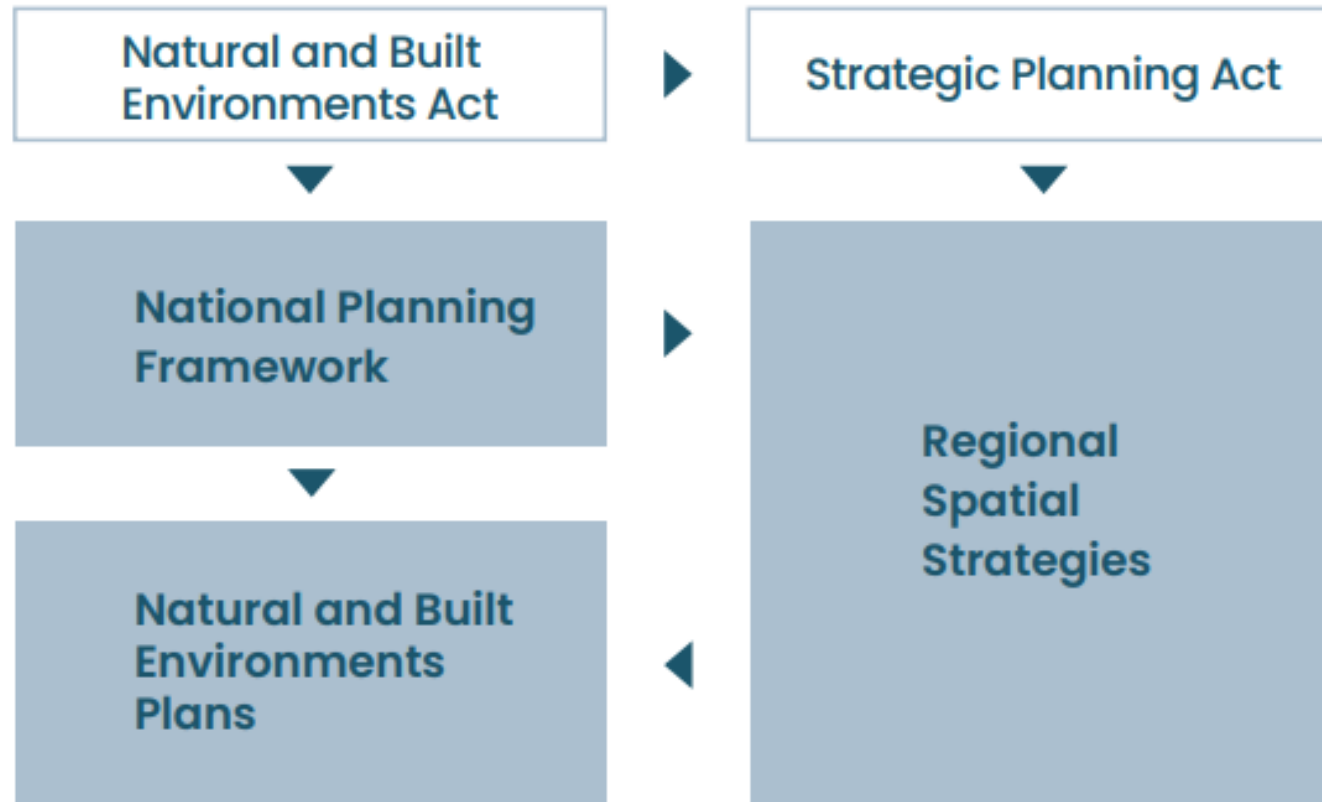 Natural and Built
Environments Act
Strategic Planning Act
National Planning
Framework
Regional
Spatial
Strategies
Natural and Built
Environments
Plans